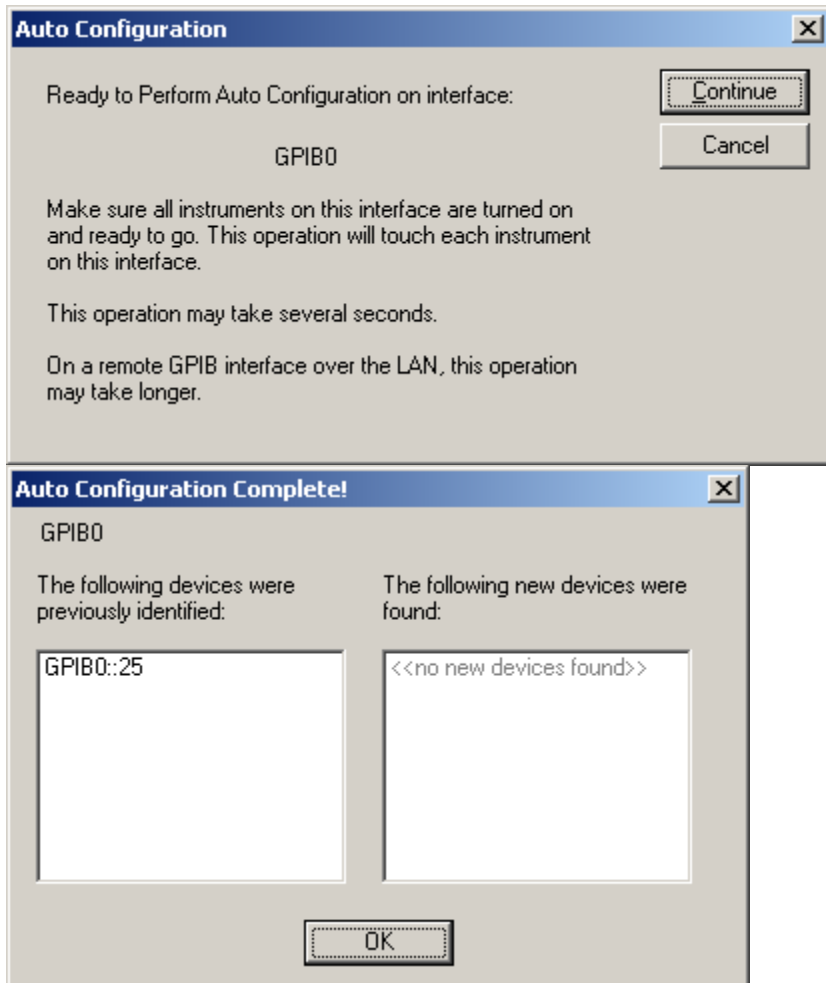 Auto Configuration
Ready to Perform Auto Configuration on interface:
Continue
Cancel
GPIB0
Make sure all instruments on this interface are turned on
and ready to go. This operation will touch each instrument
on this interface.
This operation may take several seconds.
On a remote GPIB interface over the LAN, this operation
may take longer.
Auto Configuration Complete!
GPIB0
The following devices were
previously identified:
The following new devices were
found:
GPIB0::25
<<no new devices found>>
OK